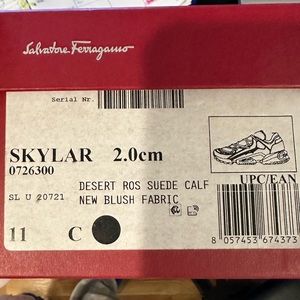 Salvatore Ferragamo
Serial Nr.
SKYLAR 2.0cm
0726300
DESERT ROS SUEDE CALF
UPC/EAN
SL U 20721
NEW BLUSH FABRIC
11 C
8 057453 674373